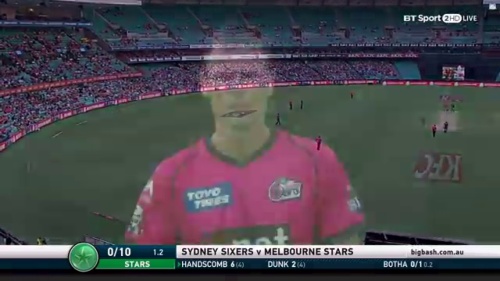 BT Sport 2HD LIVE
TOYO TIRES
KFC
0/10 1.2 SYDNEY SIXERS v MELBOURNE STARS bigbash.com.au
STARS HANDSCOMB 6 (4) DUNK 2 (4) BOTHA 0/1 0.2